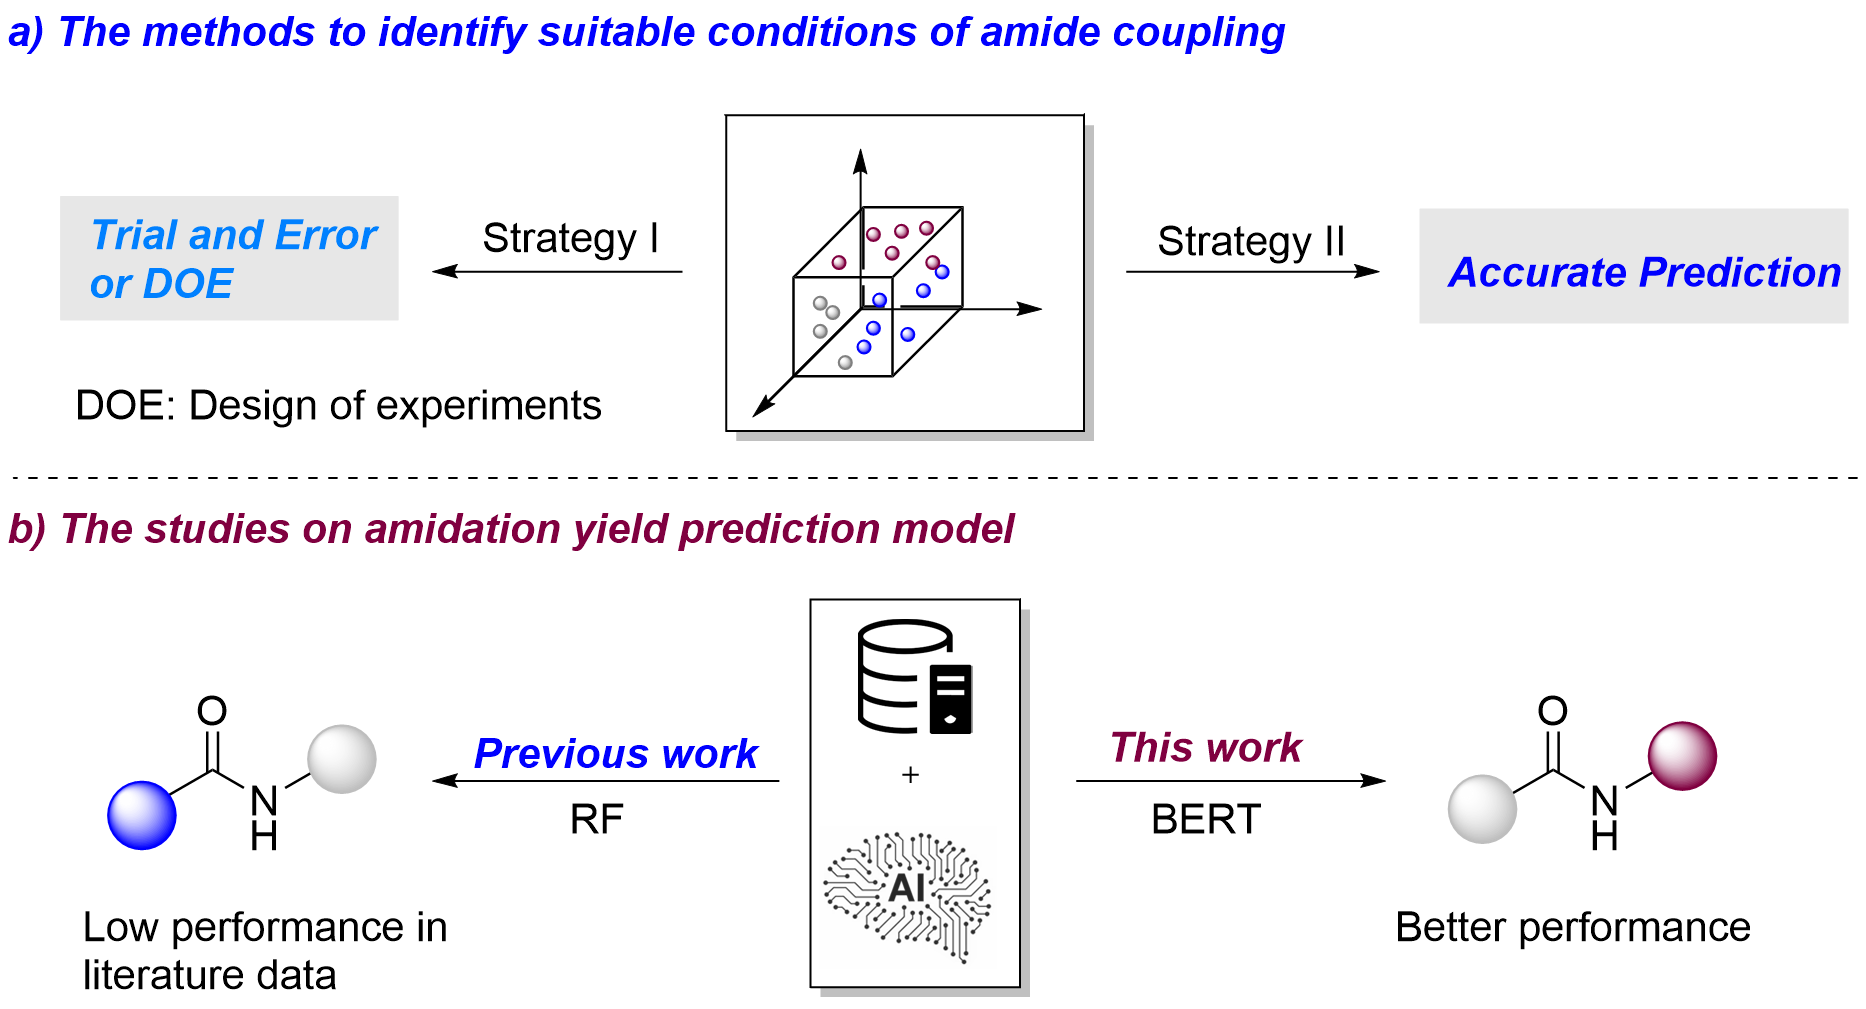 a) The methods to identify suitable conditions of amide coupling
Trial and Error
or DOE
Strategy I
Strategy II
Accurate Prediction
DOE: Design of experiments
b) The studies on amidation yield prediction model
O
N
H
Previous work
RF
+
AI
This work
BERT
O
N
H
Low performance in
literature data
Better performance